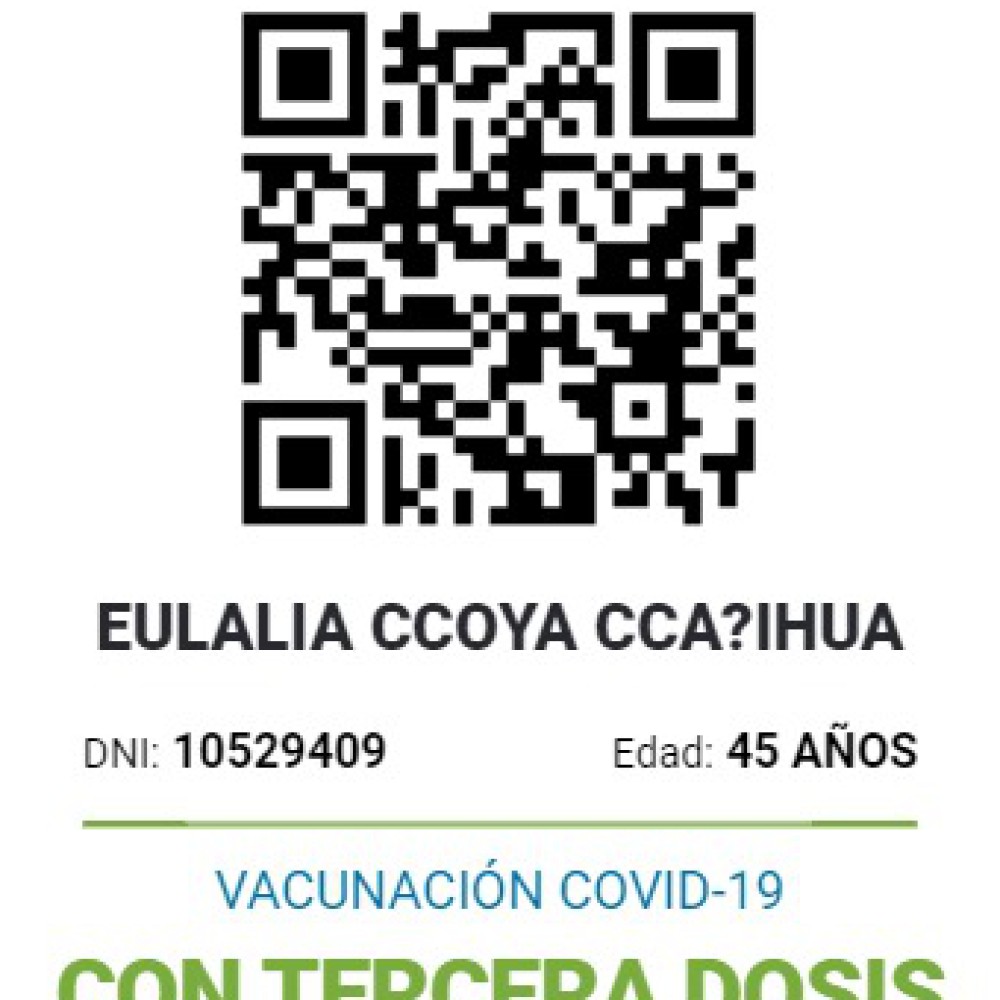 EULALIA CCOYA CCA?IHUA
DNI: 10529409
Edad: 45 AÑOS
VACUNACIÓN COVID-19
CON TERCERA DOSIS